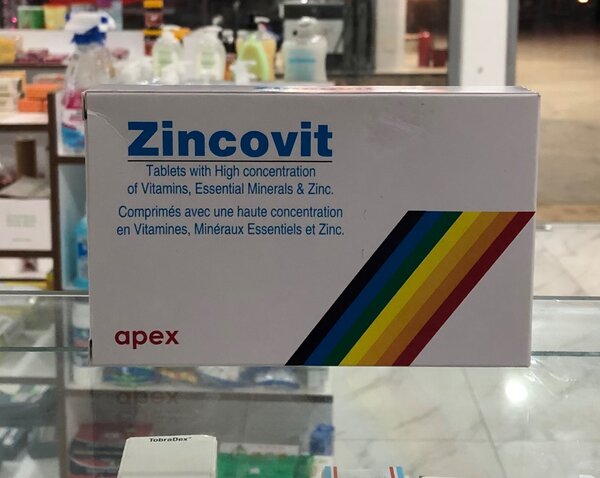 Zincovit
Tablets with High concentration
of Vitamins, Essential Minerals & Zinc.
Comprimés avec une haute concentration
en Vitamines, Minéraux Essentiels et Zinc.
apex
TobraDex